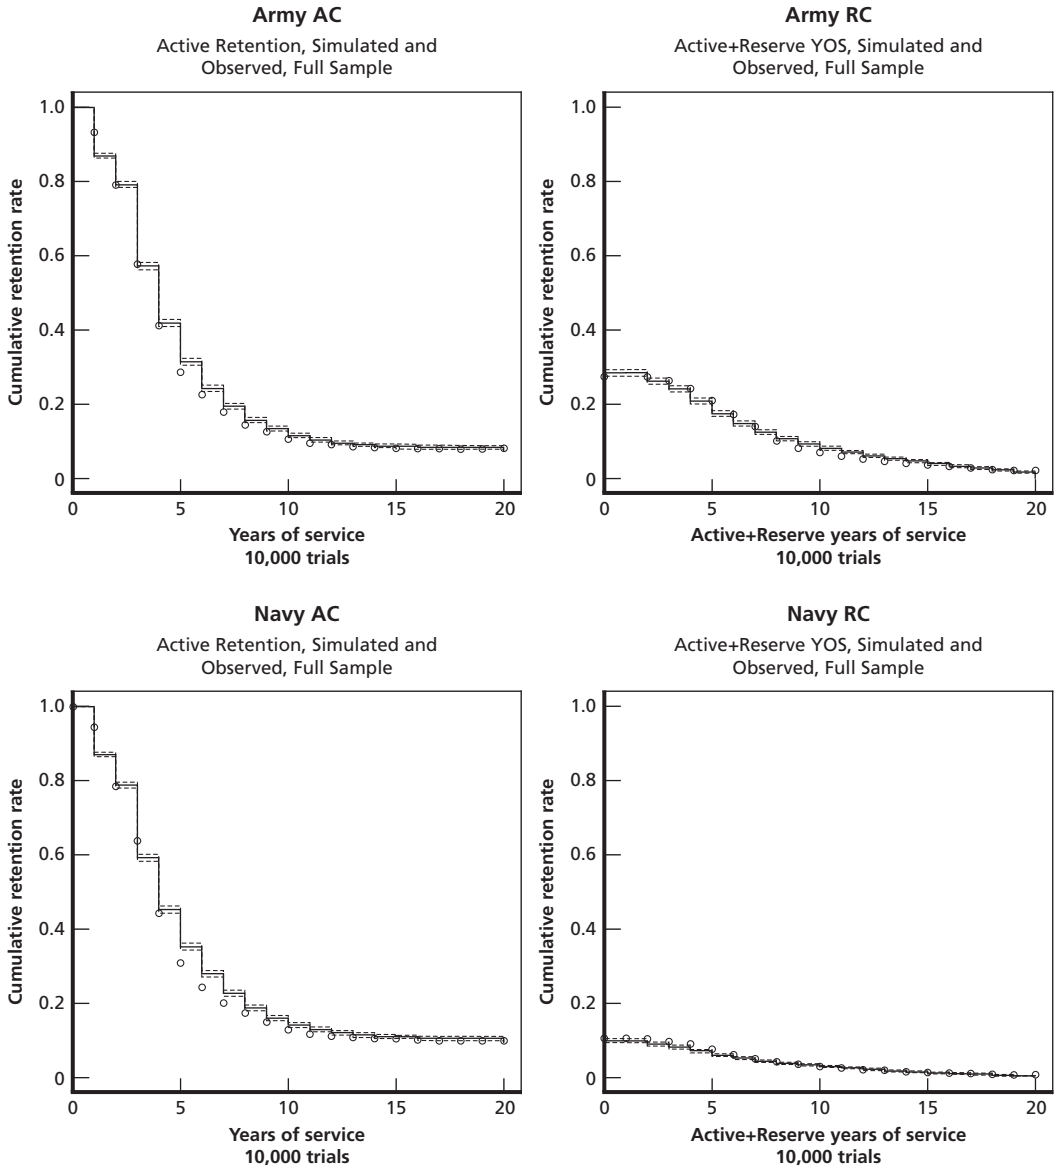 Army AC
Active Retention, Simulated and
Observed, Full Sample
Cumulative retention rate
1.0
0.8
0.6
0.4
0.2
0
0 5 10 15 20
Years of service
10,000 trials
Army RC
Active+Reserve YOS, Simulated and
Observed, Full Sample
Cumulative retention rate
1.0
0.8
0.6
0.4
0.2
0
0 5 10 15 20
Active+Reserve years of service
10,000 trials
Navy AC
Active Retention, Simulated and
Observed, Full Sample
Cumulative retention rate
1.0
0.8
0.6
0.4
0.2
0
0 5 10 15 20
Years of service
10,000 trials
Navy RC
Active+Reserve YOS, Simulated and
Observed, Full Sample
Cumulative retention rate
1.0
0.8
0.6
0.4
0.2
0
0 5 10 15 20
Active+Reserve years of service
10,000 trials